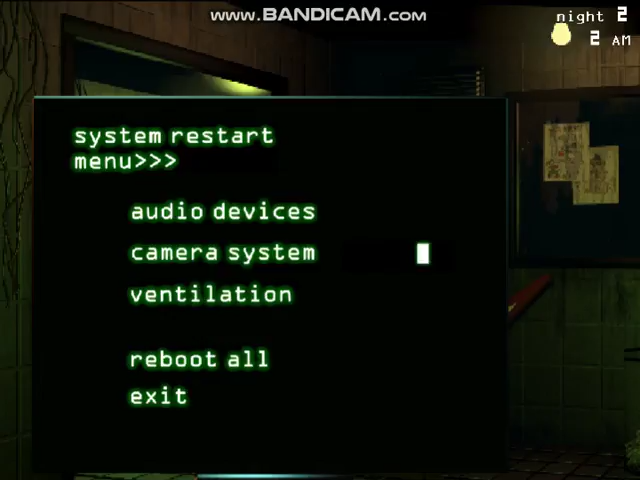 www.BANDICAM.com
night 2
2 AM
system restart
menu>>>
audio devices
camera system
ventilation
reboot all
exit